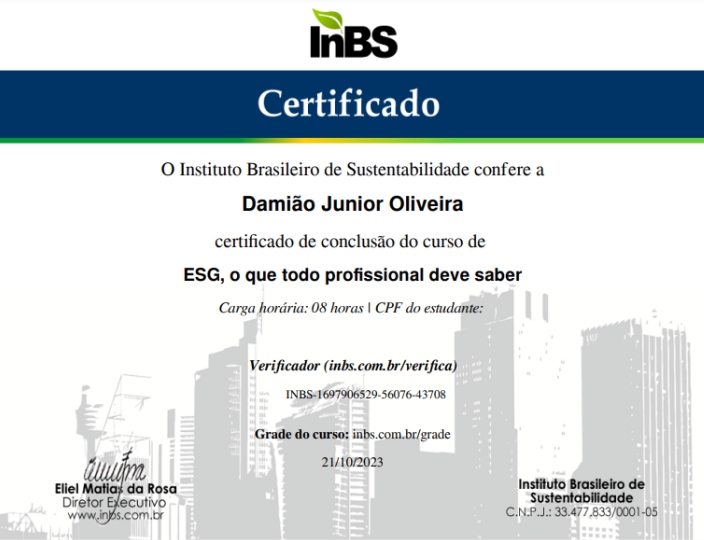 InBS
Certificado
O Instituto Brasileiro de Sustentabilidade confere a
Damião Junior Oliveira
certificado de conclusão do curso de
ESG, o que todo profissional deve saber
Carga horária: 08 horas | CPF do estudante:
Verificador (inbs.com.br/verifica)
INBS-1697906529-56076-43708
Grade do curso: inbs.com.br/grade
21/10/2023
Eliel Matias da Rosa
Diretor Executivo
www.inbs.com.br
Instituto Brasileiro de
Sustentabilidade
C.N.P.J.: 33.477.833/0001-05